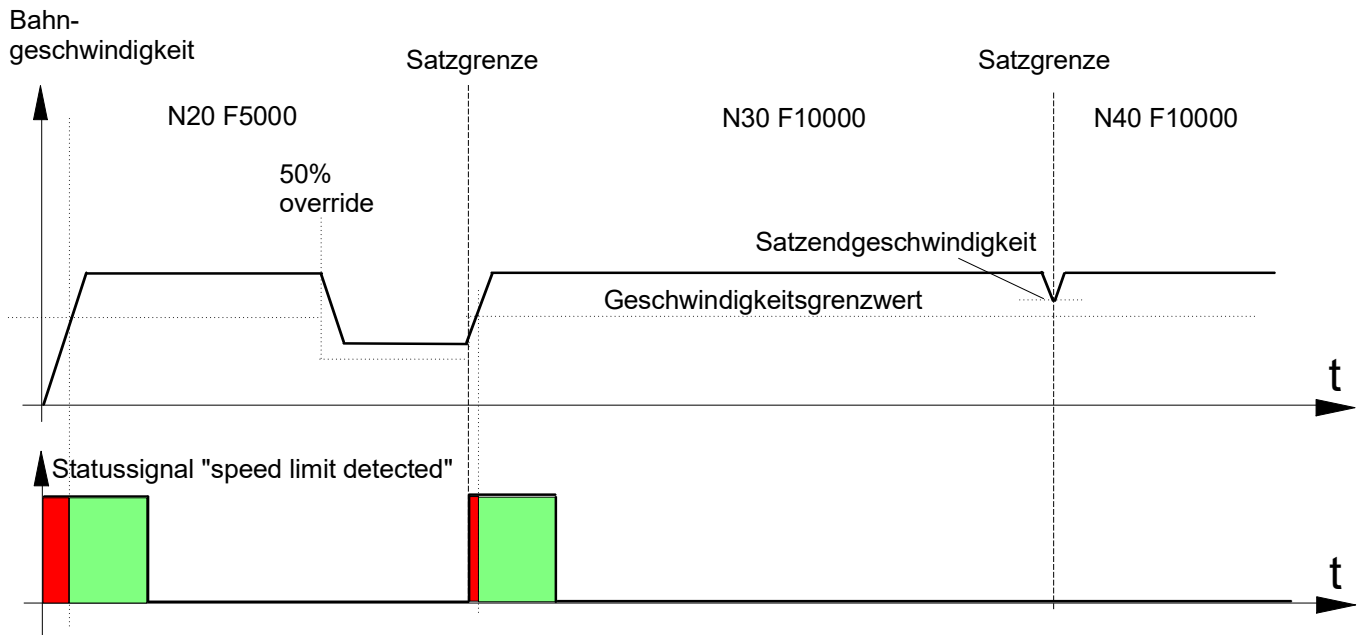 Bahn-
geschwindigkeit
Satzgrenze
Satzgrenze
N20 F5000
N30 F10000
N40 F10000
50%
override
Satzendgeschwindigkeit
Geschwindigkeitsgrenzwert
t
Statussignal "speed limit detected"
t